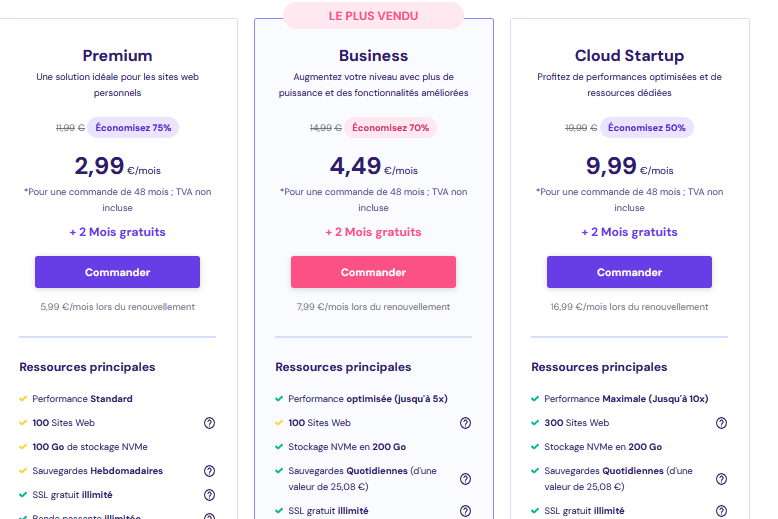 LE PLUS VENDU
Premium
Une solution idéale pour les sites web
personnels
11,99 € Économisez 75%
2,99 €/mois
*Pour une commande de 48 mois ; TVA non
incluse
+ 2 Mois gratuits
Commander
5,99 €/mois lors du renouvellement
Ressources principales
Performance Standard
100 Sites Web
100 Go de stockage NVMe
Sauvegardes Hebdomadaires
SSL gratuit illimité
Bande passante illimitée
Business
Augmentez votre niveau avec plus de
puissance et des fonctionnalités améliorées
14,99 € Économisez 70%
4,49 €/mois
*Pour une commande de 48 mois ; TVA non
incluse
+ 2 Mois gratuits
Commander
7,99 €/mois lors du renouvellement
Ressources principales
Performance optimisée (jusqu'à 5x)
100 Sites Web
Stockage NVMe en 200 Go
Sauvegardes Quotidiennes (d'une
valeur de 25,08 €)
SSL gratuit illimité
Cloud Startup
Profitez de performances optimisées et de
ressources dédiées
19,99 € Économisez 50%
9,99 €/mois
*Pour une commande de 48 mois ; TVA non
incluse
+ 2 Mois gratuits
Commander
16,99 €/mois lors du renouvellement
Ressources principales
Performance Maximale (Jusqu'à 10x)
300 Sites Web
Stockage NVMe en 200 Go
Sauvegardes Quotidiennes (d'une
valeur de 25,08 €)
SSL gratuit illimité